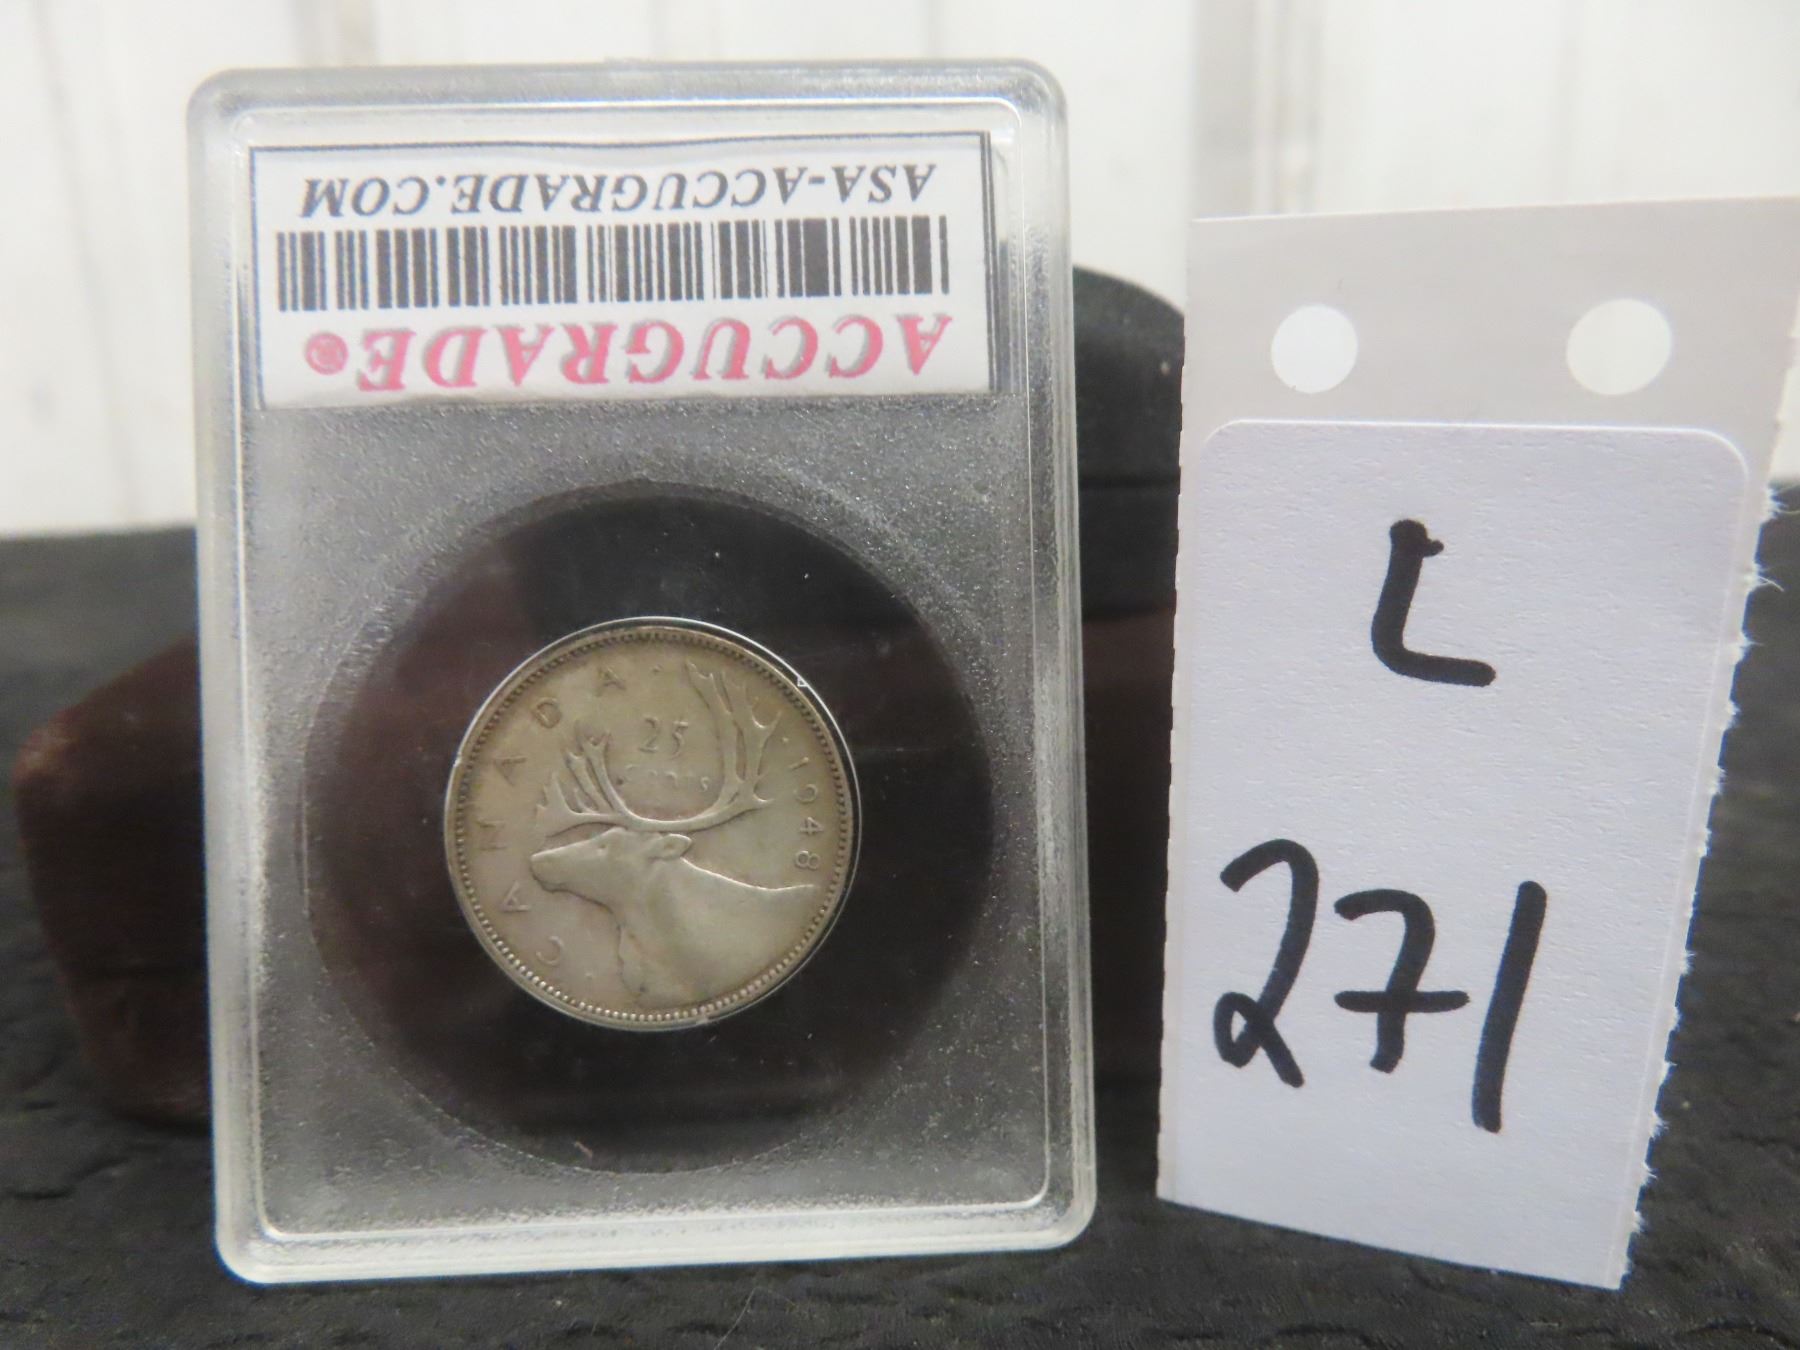 ASA-ACCUGRADE.COM
ACCUGRADE®
CANADA
25
CENTS
1948
L
271